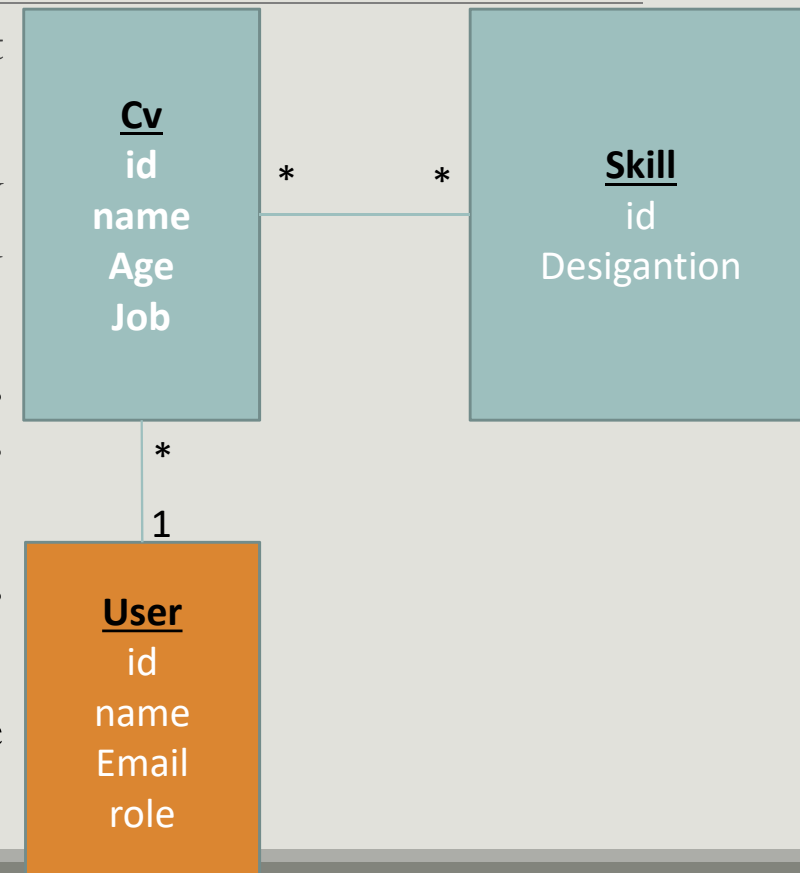 Cv
id
name
Age
Job
* *
Skill
id
Desigantion
*
1
User
id
name
Email
role